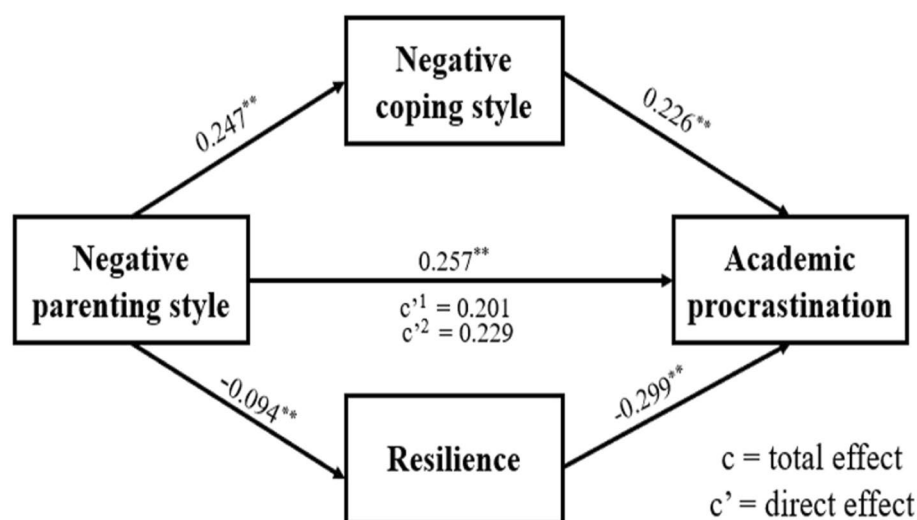 Negative
coping style
0.247**
0.226**
Negative
parenting style
0.257**
c’1 = 0.201
c’2 = 0.229
Academic
procrastination
-0.094**
-0.299**
Resilience
c = total effect
c’ = direct effect